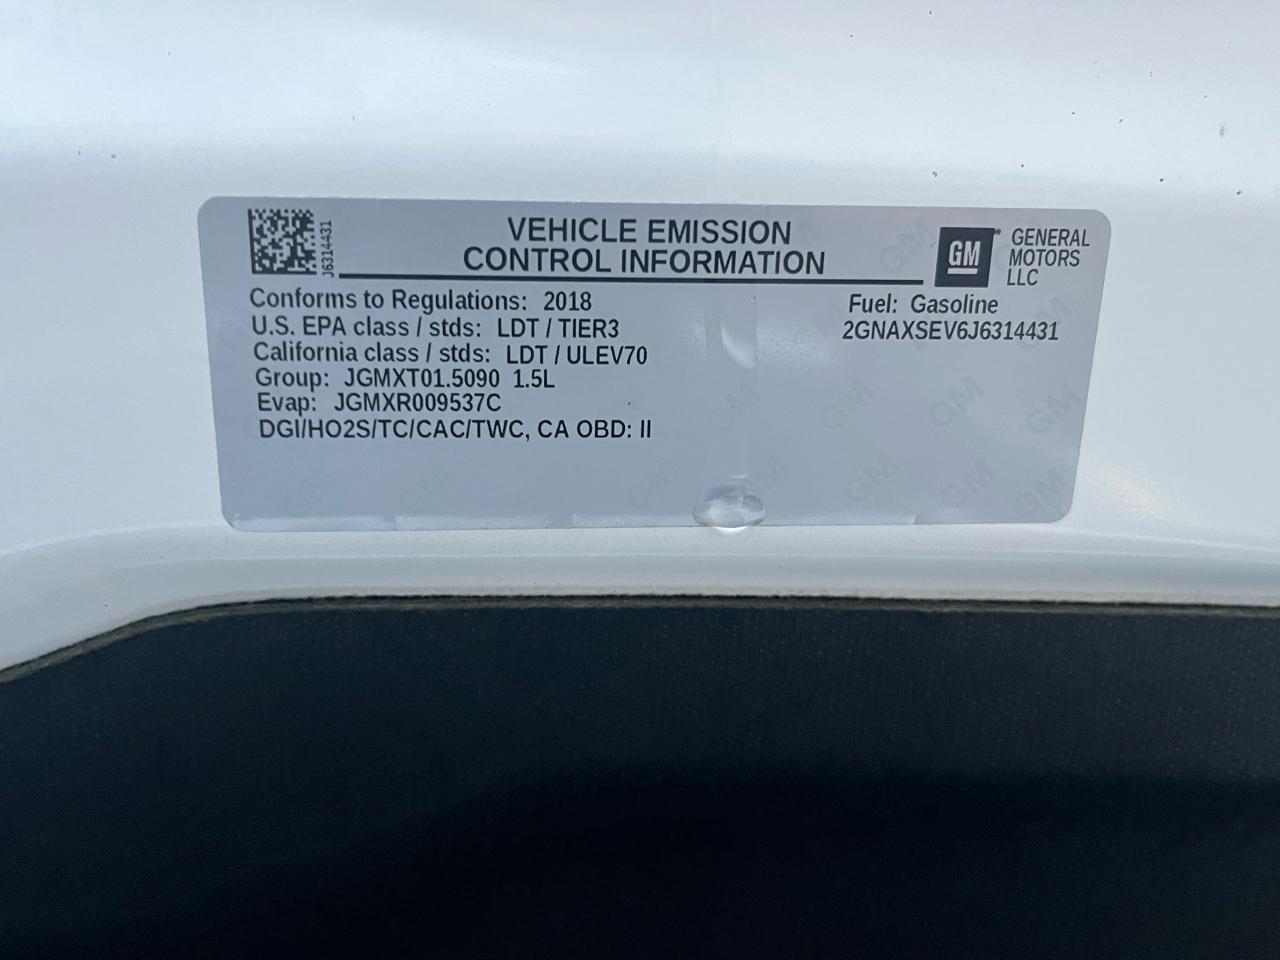 J6314431
VEHICLE EMISSION
CONTROL INFORMATION
GM
GENERAL
MOTORS
LLC
Conforms to Regulations: 2018
U.S. EPA class / stds: LDT / TIER3
California class / stds: LDT / ULEV70
Group: JGMXT01.5090 1.5L
Evap: JGMXR009537C
DGI/HO2S/TC/CAC/TWC, CA OBD: II
Fuel: Gasoline
2GNAXSEV6J6314431